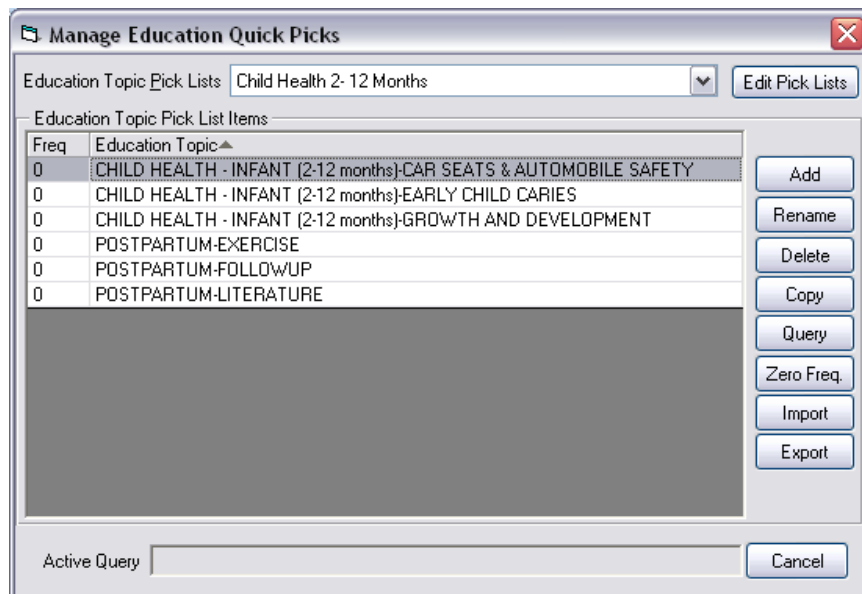 Manage Education Quick Picks
Education Topic Pick Lists Child Health 2- 12 Months Edit Pick Lists
Education Topic Pick List Items
Freq Education Topic
0 CHILD HEALTH - INFANT (2-12 months)-CAR SEATS & AUTOMOBILE SAFETY
0 CHILD HEALTH - INFANT (2-12 months)-EARLY CHILD CARIES
0 CHILD HEALTH - INFANT (2-12 months)-GROWTH AND DEVELOPMENT
0 POSTPARTUM-EXERCISE
0 POSTPARTUM-FOLLOWUP
0 POSTPARTUM-LITERATURE
Add
Rename
Delete
Copy
Query
Zero Freq.
Import
Export
Active Query Cancel